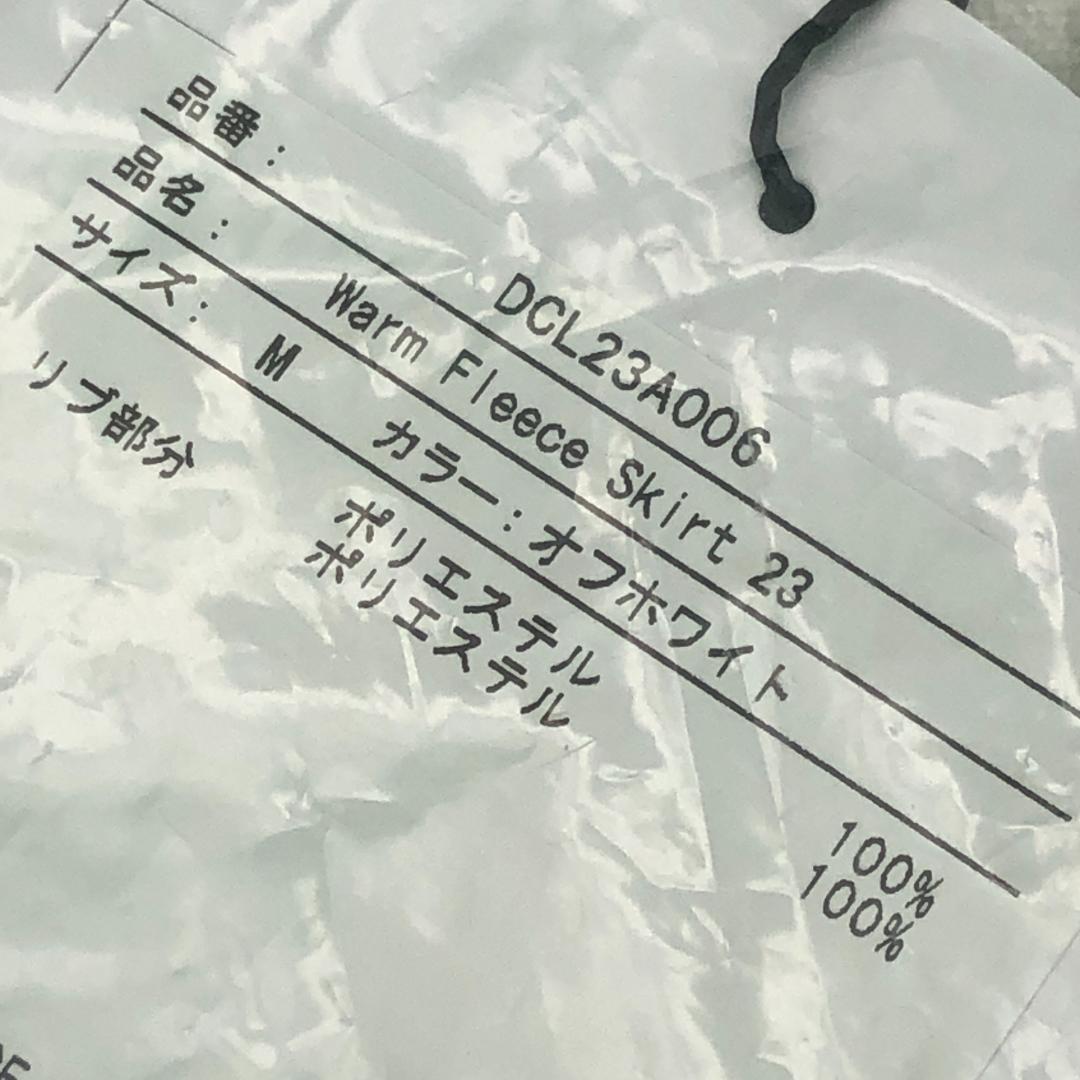 品番： DCL23A006
品名： Warm Fleece Skirt 23
サイズ： M カラー：オフホワイト
ポリエステル 100%
リブ部分 ポリエステル 100%